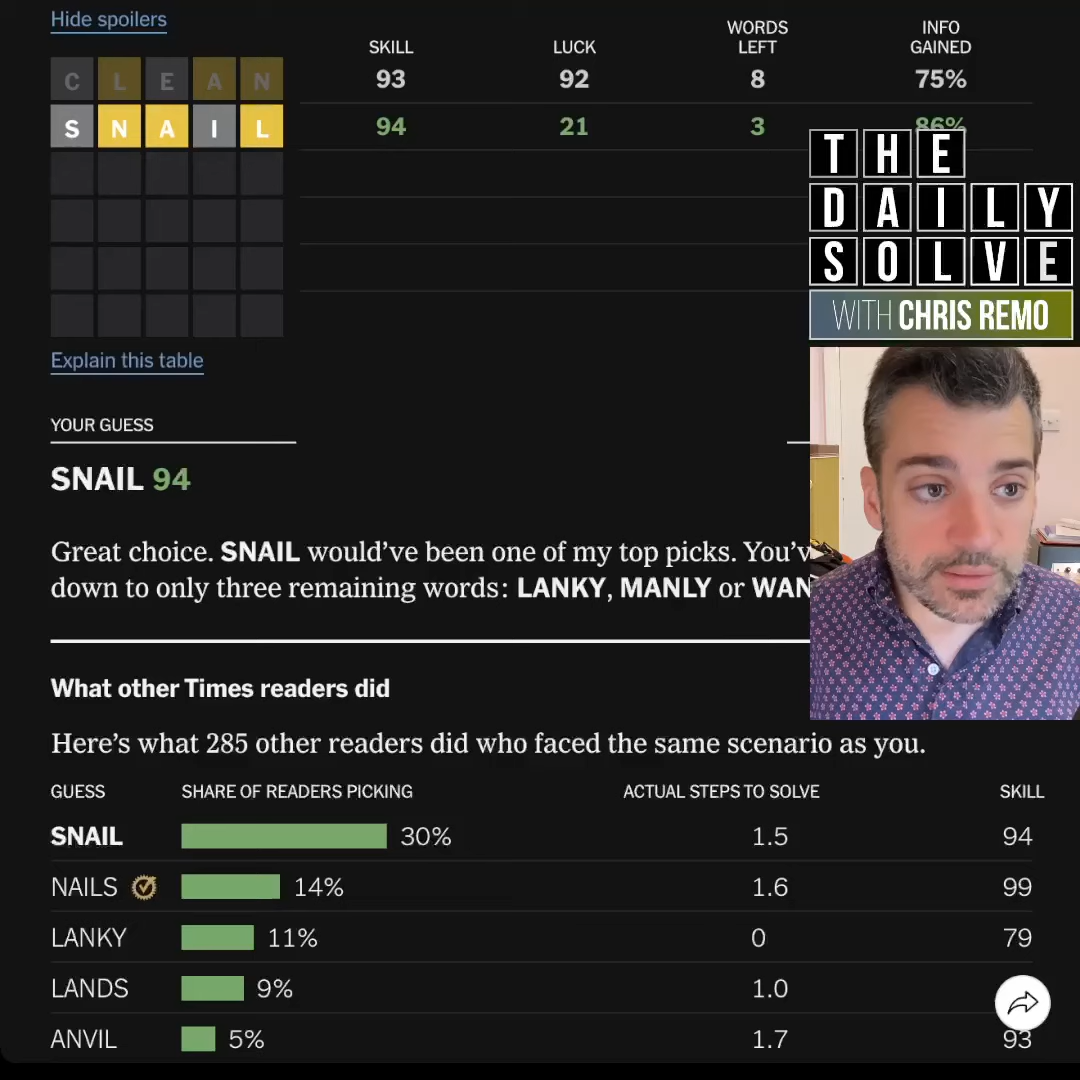 Hide spoilers
SKILL LUCK WORDS LEFT INFO GAINED
C L E A N 93 92 8 75%
S N A I L 94 21 3 86%
THE
DAILY
SOLVE
WITH CHRIS REMO
Explain this table
YOUR GUESS
SNAIL 94
Great choice. SNAIL would've been one of my top picks. You'v
down to only three remaining words: LANKY, MANLY or WAN
What other Times readers did
Here's what 285 other readers did who faced the same scenario as you.
GUESS SHARE OF READERS PICKING ACTUAL STEPS TO SOLVE SKILL
SNAIL 30% 1.5 94
NAILS 14% 1.6 99
LANKY 11% 0 79
LANDS 9% 1.0
ANVIL 5% 1.7 93